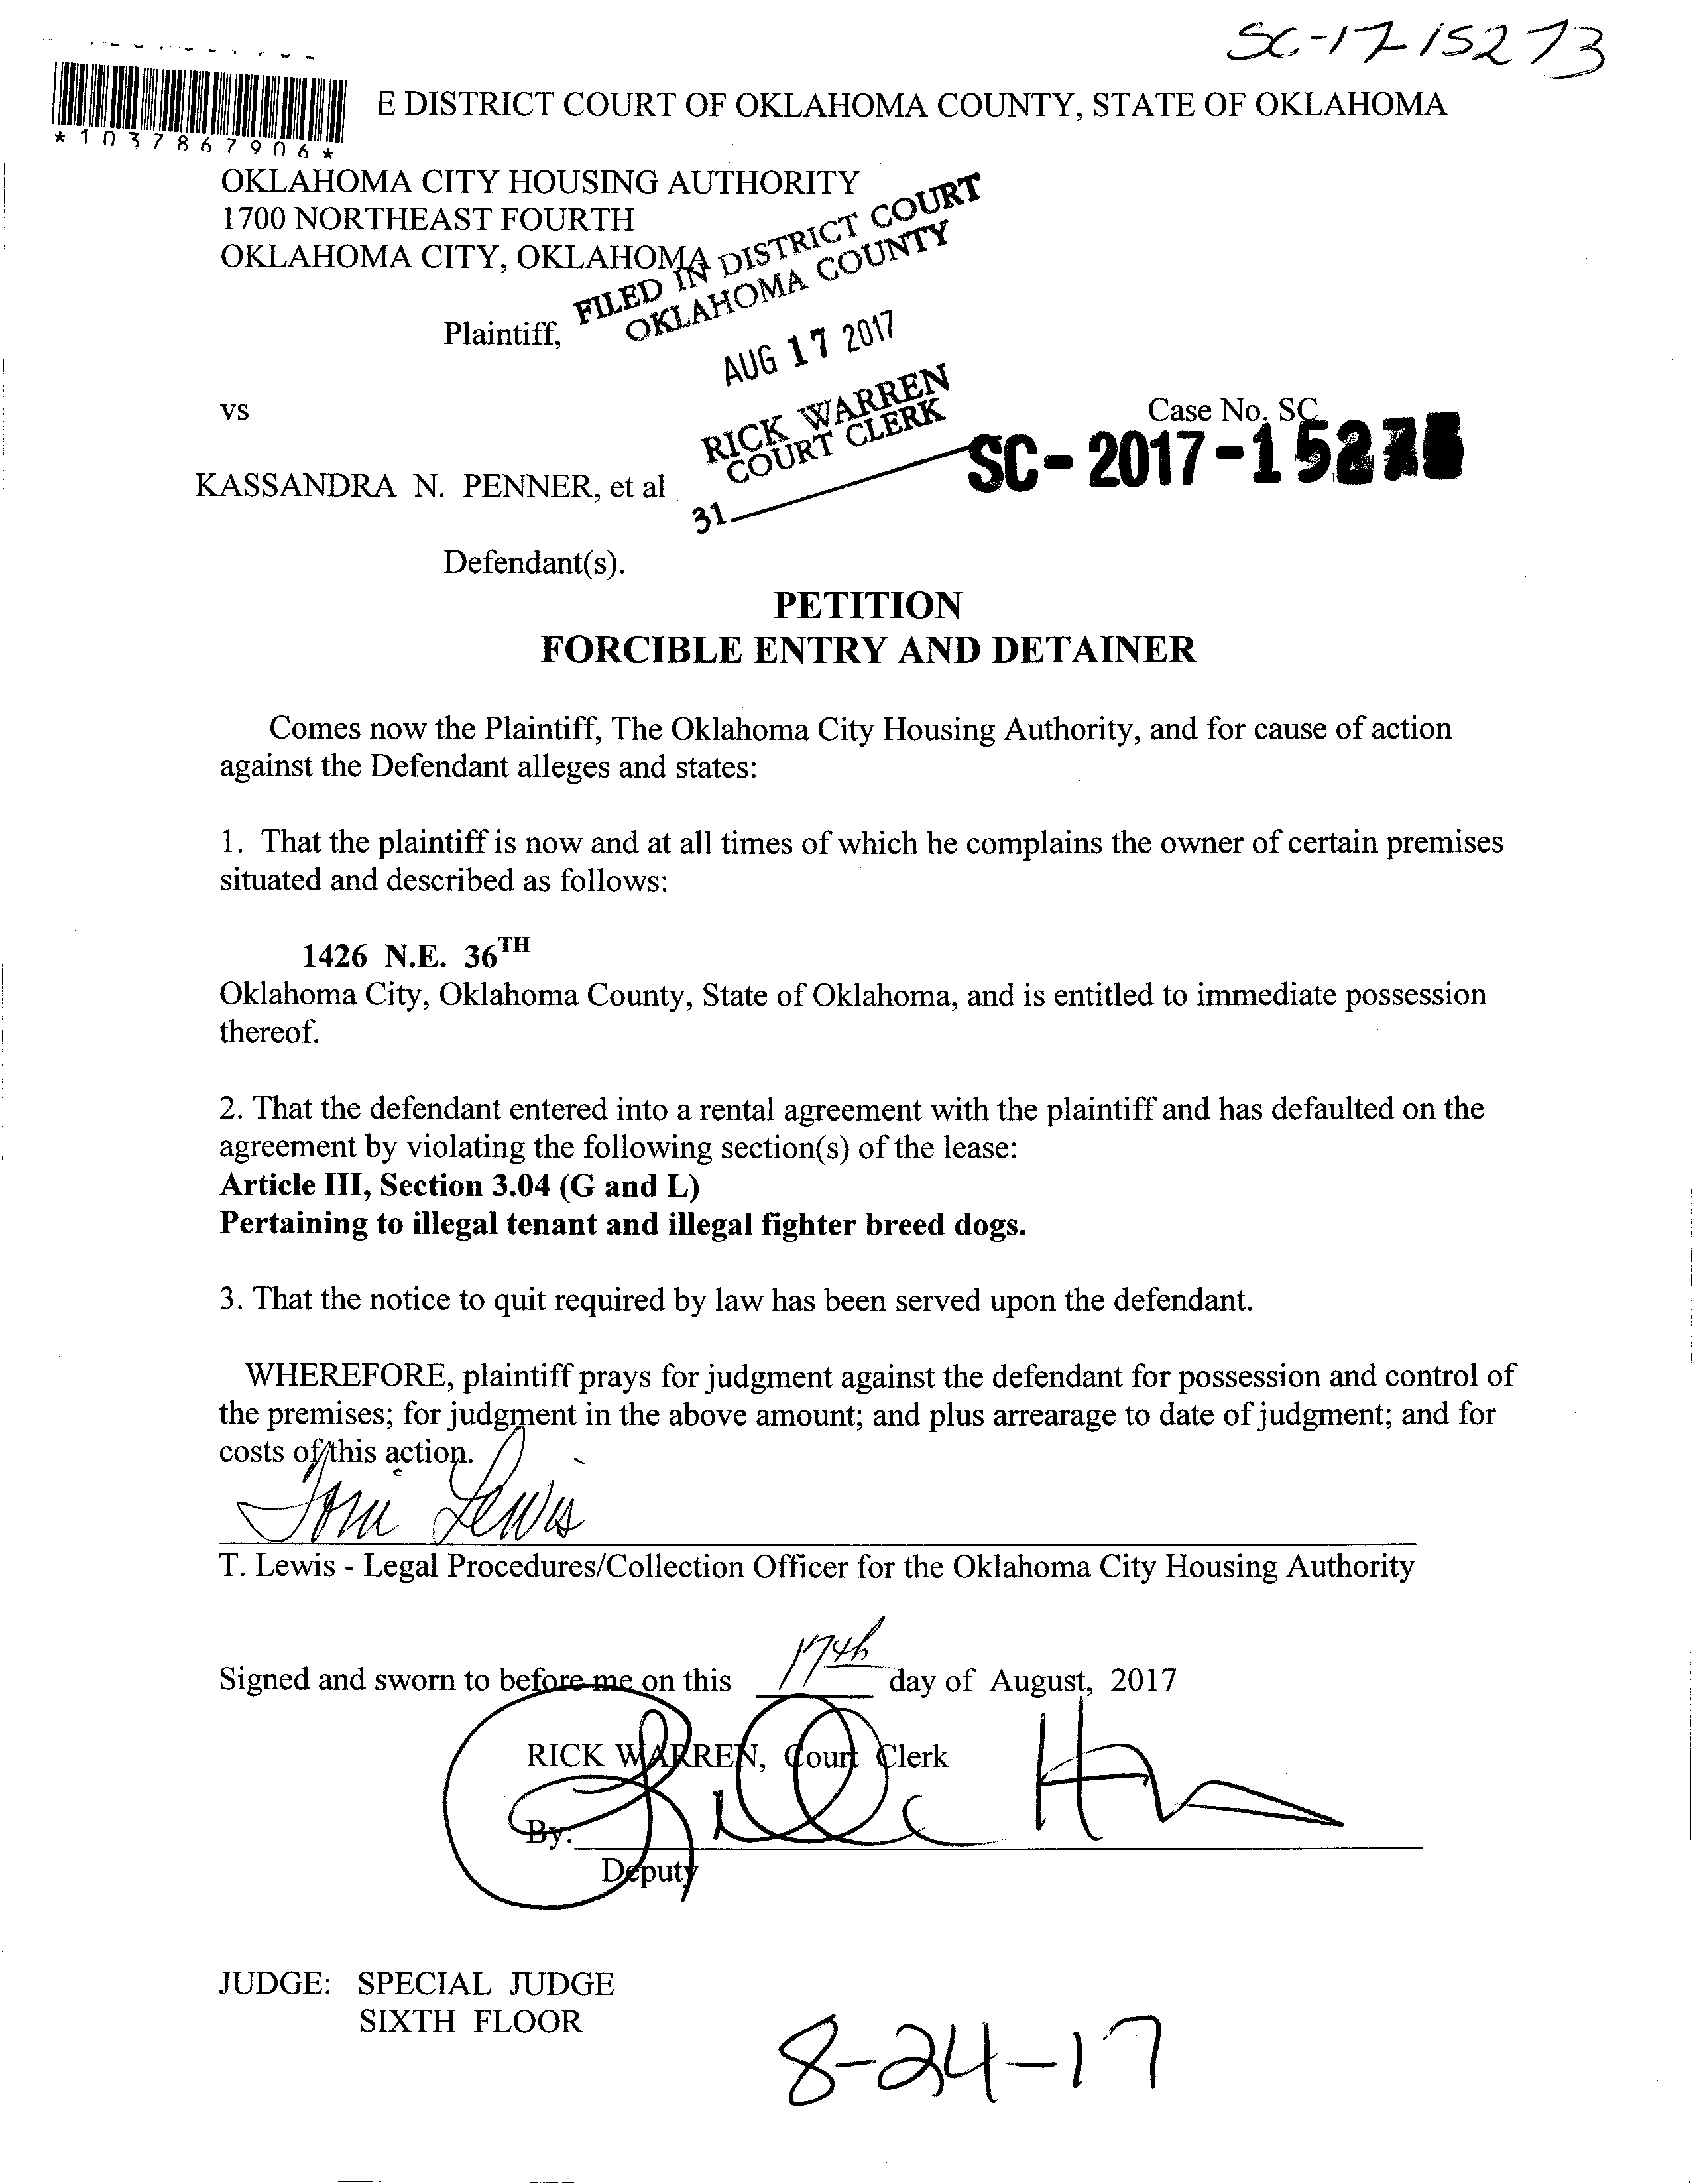 SC-17-15273
*1037867906*
E DISTRICT COURT OF OKLAHOMA COUNTY, STATE OF OKLAHOMA
OKLAHOMA CITY HOUSING AUTHORITY
1700 NORTHEAST FOURTH
OKLAHOMA CITY, OKLAHOMA
FILED IN DISTRICT COURT
OKLAHOMA COUNTY
Plaintiff,
AUG 17 2017
vs
RICK WARREN
COURT CLERK
Case No. SC
SC-2017-152
KASSANDRA N. PENNER, et al
31
Defendant(s).
PETITION
FORCIBLE ENTRY AND DETAINER
Comes now the Plaintiff, The Oklahoma City Housing Authority, and for cause of action
against the Defendant alleges and states:
1. That the plaintiff is now and at all times of which he complains the owner of certain premises
situated and described as follows:
1426 N.E. 36TH
Oklahoma City, Oklahoma County, State of Oklahoma, and is entitled to immediate possession
thereof.
2. That the defendant entered into a rental agreement with the plaintiff and has defaulted on the
agreement by violating the following section(s) of the lease:
Article III, Section 3.04 (G and L)
Pertaining to illegal tenant and illegal fighter breed dogs.
3. That the notice to quit required by law has been served upon the defendant.
WHEREFORE, plaintiff prays for judgment against the defendant for possession and control of
the premises; for judgment in the above amount; and plus arrearage to date of judgment; and for
costs of this action.
Toni Lewis
T. Lewis - Legal Procedures/Collection Officer for the Oklahoma City Housing Authority
Signed and sworn to before me on this 17th day of August, 2017
RICK WARREN, Court Clerk
By:
Deputy
JUDGE: SPECIAL JUDGE
SIXTH FLOOR
8-24-17